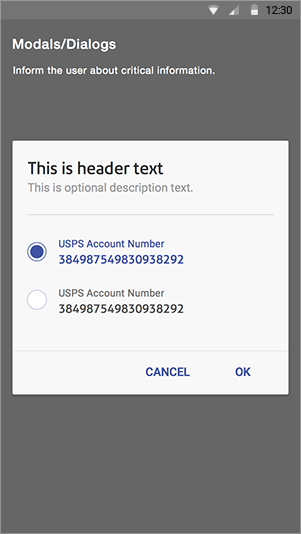 12:30
Modals/Dialogs
Inform the user about critical information.
This is header text
This is optional description text.
USPS Account Number
384987549830938292
USPS Account Number
384987549830938292
CANCEL OK